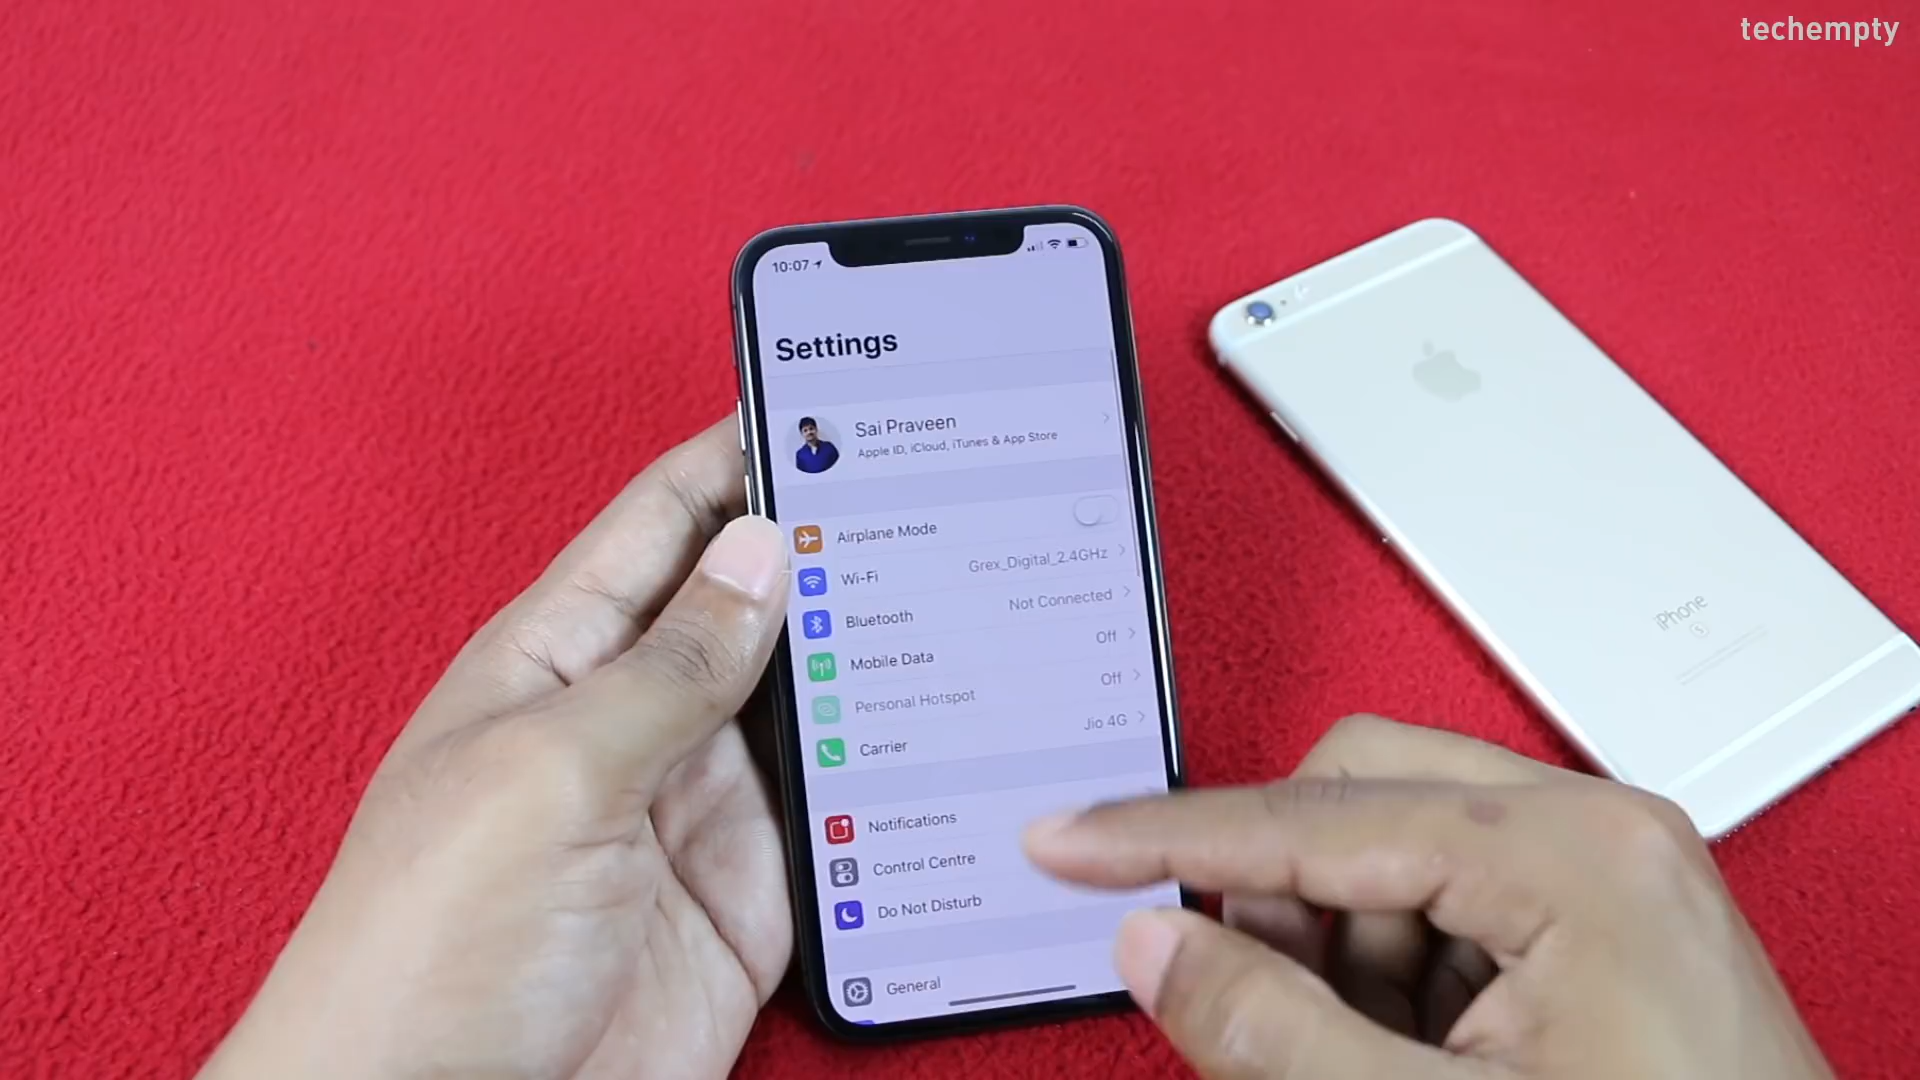 techempty
10:07
Settings
Sai Praveen
Apple ID, iCloud, iTunes & App Store
Airplane Mode
Wi-Fi Grex_Digital_2.4GHz
Bluetooth Not Connected
Mobile Data Off
Personal Hotspot Off
Carrier Jio 4G
Notifications
Control Centre
Do Not Disturb
General
iPhone
S